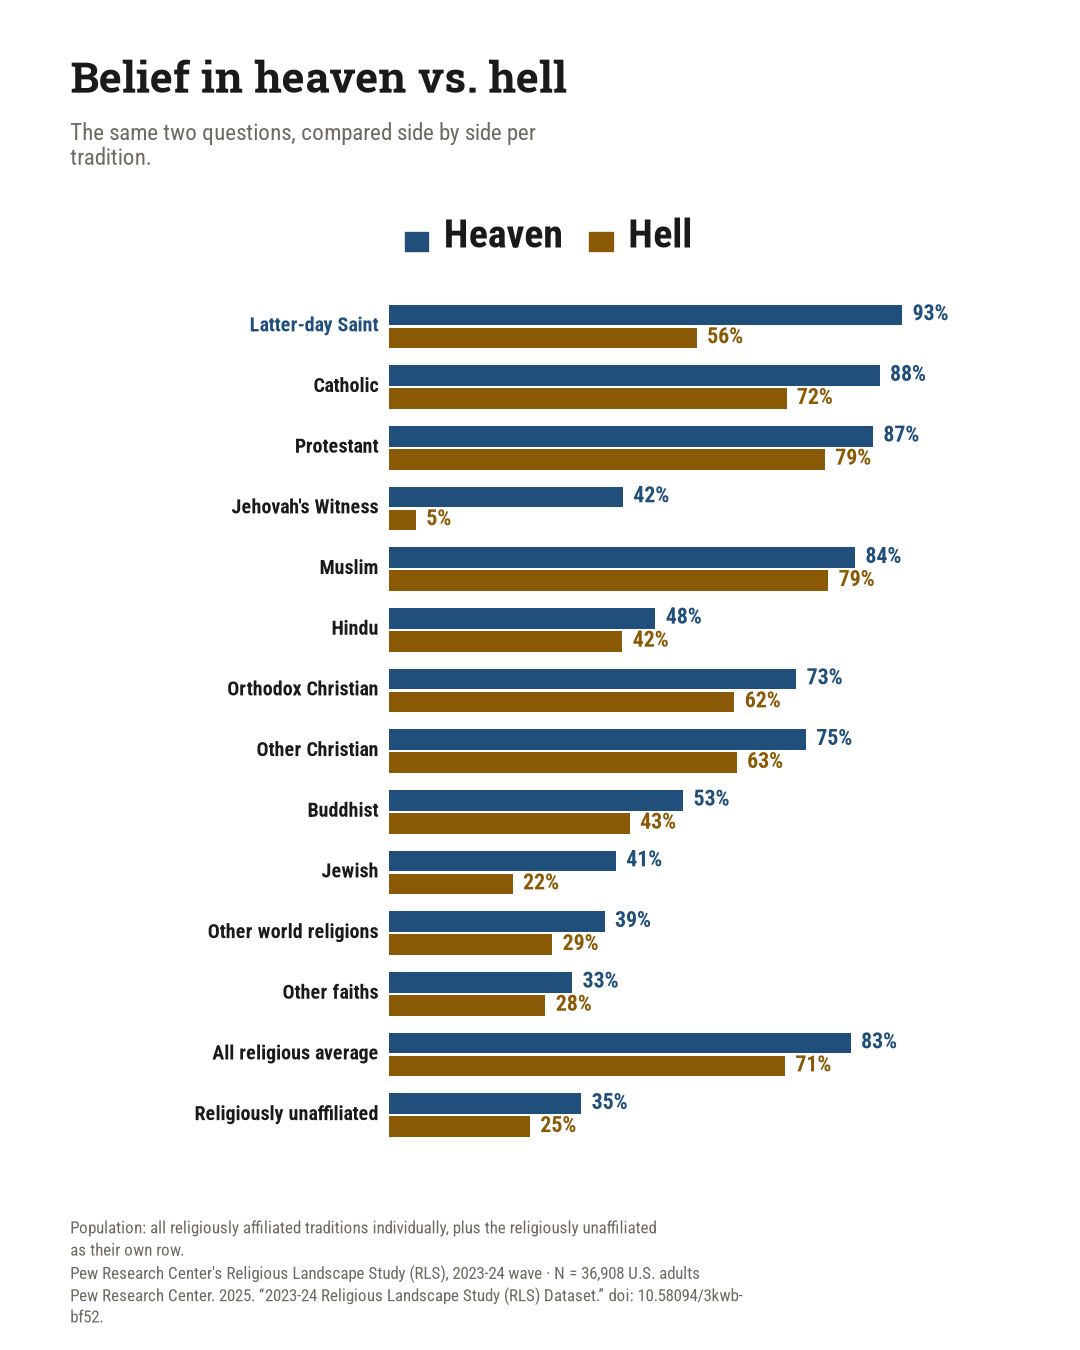 Belief in heaven vs. hell
The same two questions, compared side by side per
tradition.
Heaven Hell
Latter-day Saint 93%
56%
Catholic 88%
72%
Protestant 87%
79%
Jehovah's Witness 42%
5%
Muslim 84%
79%
Hindu 48%
42%
Orthodox Christian 73%
62%
Other Christian 75%
63%
Buddhist 53%
43%
Jewish 41%
22%
Other world religions 39%
29%
Other faiths 33%
28%
All religious average 83%
71%
Religiously unaffiliated 35%
25%
Population: all religiously affiliated traditions individually, plus the religiously unaffiliated
as their own row.
Pew Research Center's Religious Landscape Study (RLS), 2023-24 wave · N = 36,908 U.S. adults
Pew Research Center. 2025. “2023-24 Religious Landscape Study (RLS) Dataset.” doi: 10.58094/3kwb-
bf52.